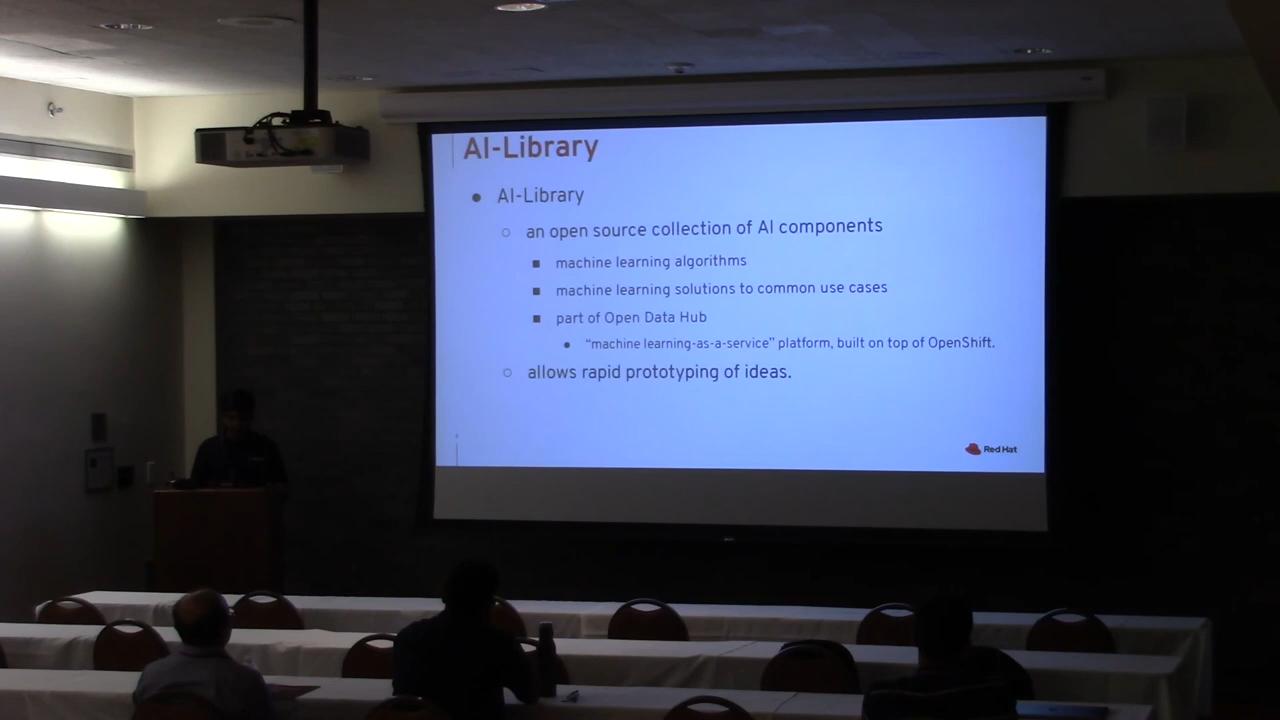 AI-Library
● AI-Library
○ an open source collection of AI components
■ machine learning algorithms
■ machine learning solutions to common use cases
■ part of Open Data Hub
● “machine learning-as-a-service” platform, built on top of OpenShift.
○ allows rapid prototyping of ideas.
Red Hat